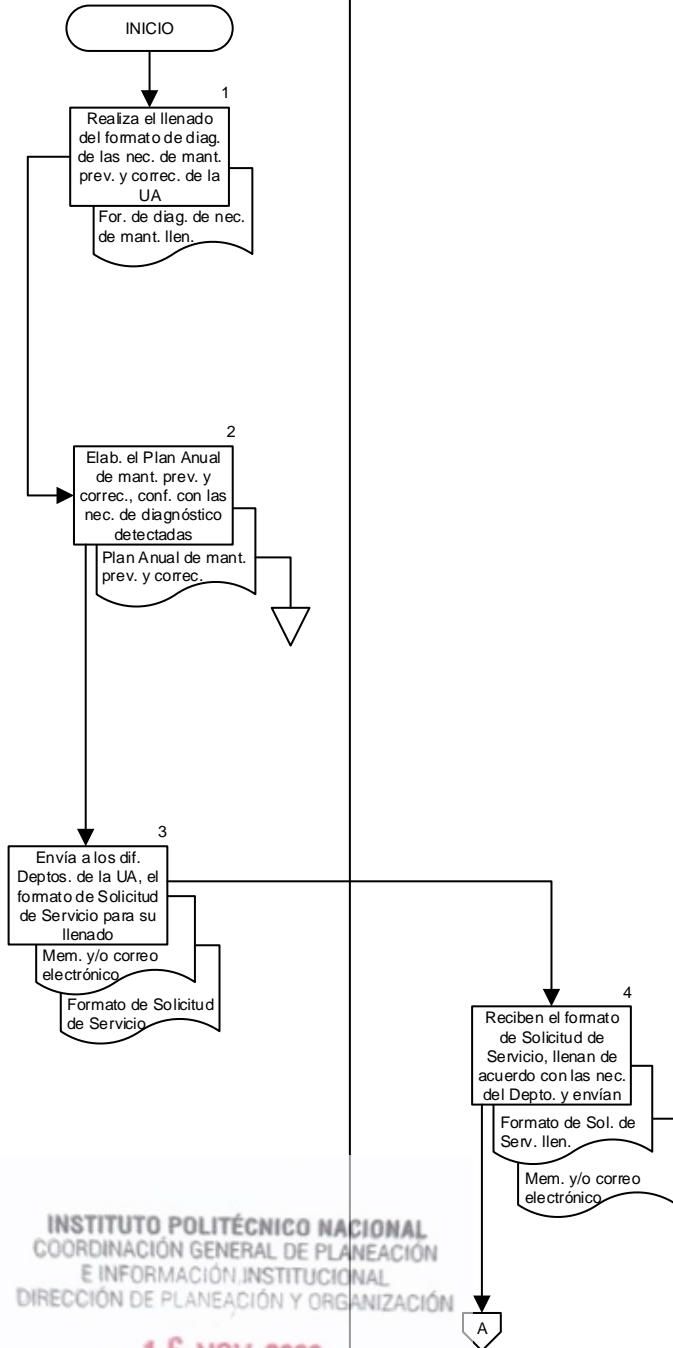 INICIO
1
Realiza el llenado
del formato de diag.
de las nec. de mant.
prev. y correc. de la
UA
For. de diag. de nec.
de mant. llen.
2
Elab. el Plan Anual
de mant. prev. y
correc., conf. con las
nec. de diagnóstico
detectadas
Plan Anual de mant.
prev. y correc.
3
Envía a los dif.
Deptos. de la UA, el
formato de Solicitud
de Servicio para su
llenado
Mem. y/o correo
electrónico
Formato de Solicitud
de Servicio
4
Reciben el formato
de Solicitud de
Servicio, llenan de
acuerdo con las nec.
del Depto. y envían
Formato de Sol. de
Serv. llen.
Mem. y/o correo
electrónico
A
INSTITUTO POLITÉCNICO NACIONAL
COORDINACIÓN GENERAL DE PLANEACIÓN
E INFORMACIÓN INSTITUCIONAL
DIRECCIÓN DE PLANEACIÓN Y ORGANIZACIÓN
NOV